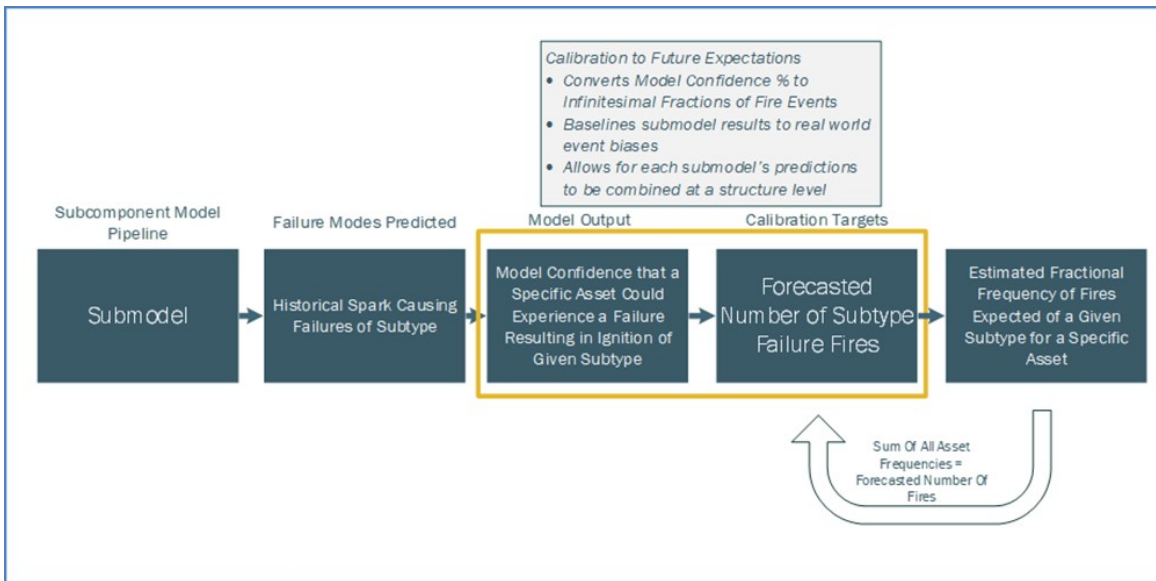 Calibration to Future Expectations
• Converts Model Confidence % to
Infinitesimal Fractions of Fire Events
• Baselines submodel results to real world
event biases
• Allows for each submodel's predictions
to be combined at a structure level
Subcomponent Model
Pipeline
Failure Modes Predicted
Model Output
Calibration Targets
Submodel
Historical Spark Causing
Failures of Subtype
Model Confidence that a
Specific Asset Could
Experience a Failure
Resulting in Ignition of
Given Subtype
Forecasted
Number of Subtype
Failure Fires
Estimated Fractional
Frequency of Fires
Expected of a Given
Subtype for a Specific
Asset
Sum Of All Asset
Frequencies =
Forecasted Number Of
Fires